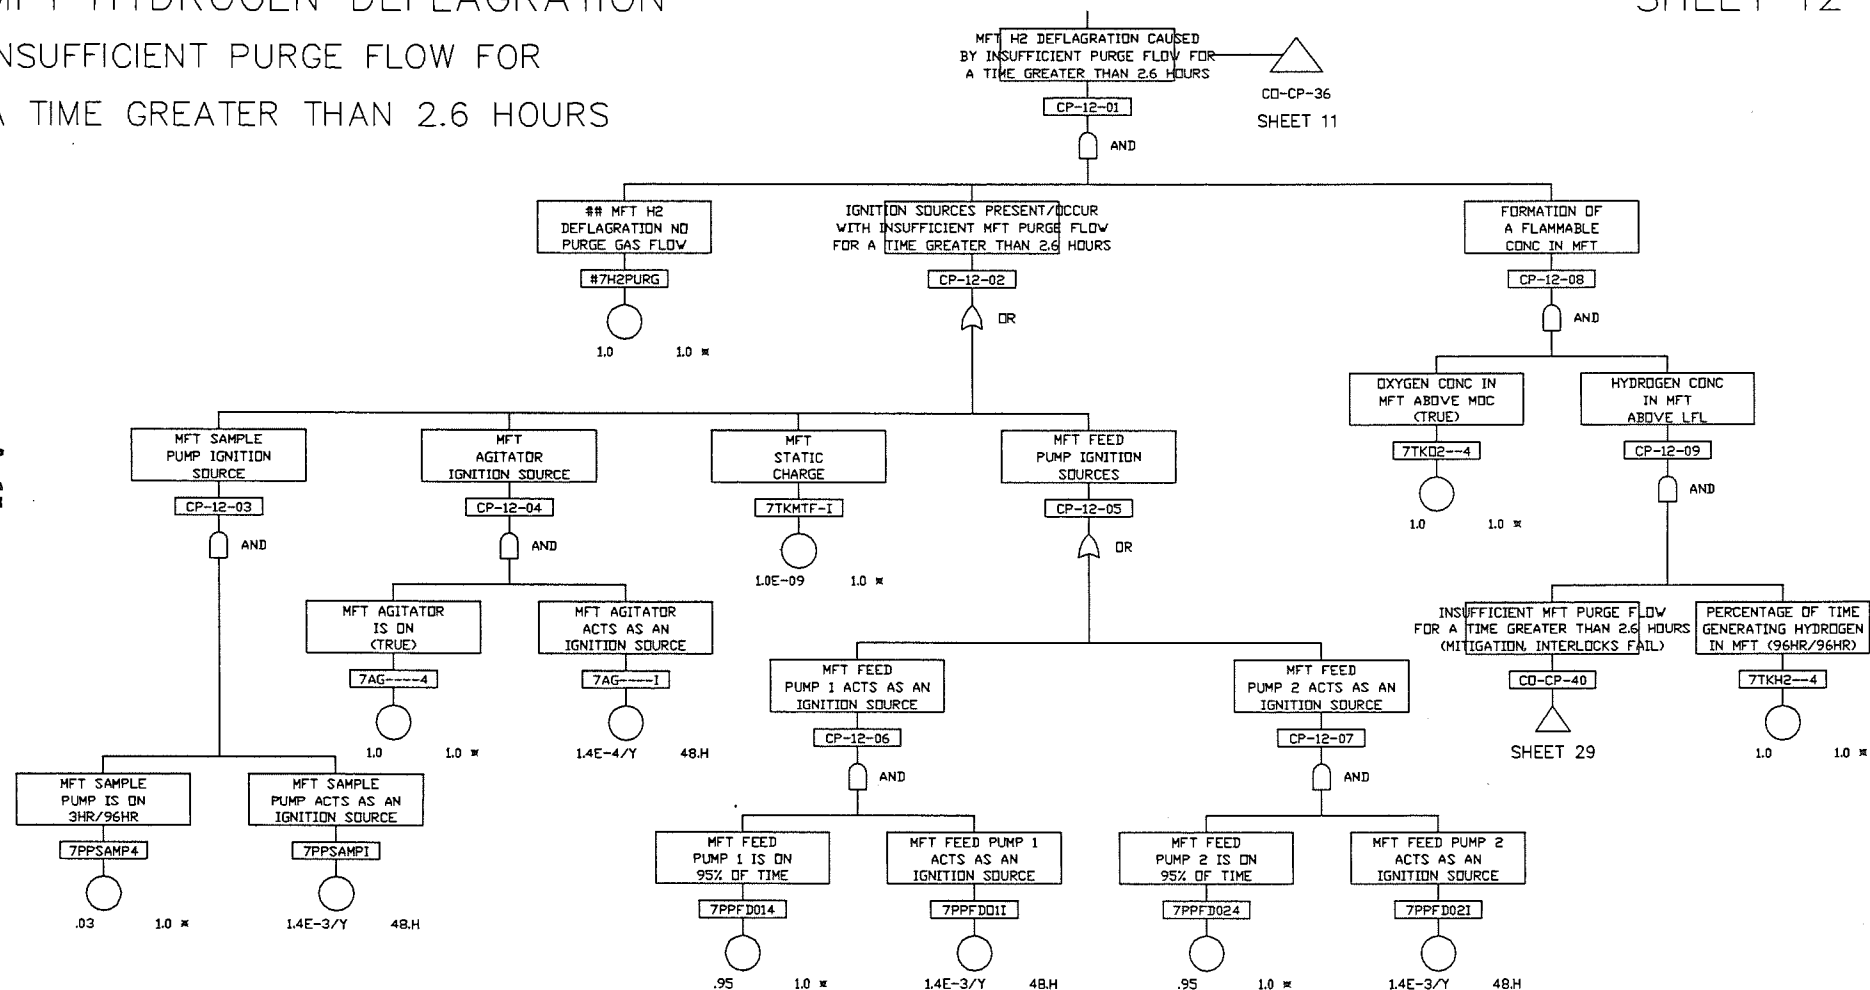 MFT HYDROGEN DEFLAGRATION
SHEET 12
INSUFFICIENT PURGE FLOW FOR
A TIME GREATER THAN 2.6 HOURS
MFT H2 DEFLAGRATION CAUSED
BY INSUFFICIENT PURGE FLOW FOR
A TIME GREATER THAN 2.6 HOURS
CP-12-01
AND
CO-CP-36
SHEET 11
## MFT H2
DEFLAGRATION NO
PURGE GAS FLOW
#7H2PURG
1.0 1.0 *
IGNITION SOURCES PRESENT/OCCUR
WITH INSUFFICIENT MFT PURGE FLOW
FOR A TIME GREATER THAN 2.6 HOURS
CP-12-02
OR
FORMATION OF
A FLAMMABLE
CONC IN MFT
CP-12-08
AND
OXYGEN CONC IN
MFT ABOVE MOC
(TRUE)
7TKO2--4
1.0 1.0 *
HYDROGEN CONC
IN MFT
ABOVE LFL
CP-12-09
AND
MFT SAMPLE
PUMP IGNITION
SOURCE
CP-12-03
AND
MFT
AGITATOR
IGNITION SOURCE
CP-12-04
AND
MFT
STATIC
CHARGE
7TKMTF-I
1.0E-09 1.0 *
MFT FEED
PUMP IGNITION
SOURCES
CP-12-05
OR
MFT AGITATOR
IS ON
(TRUE)
7AG----4
1.0 1.0 *
MFT AGITATOR
ACTS AS AN
IGNITION SOURCE
7AG----I
1.4E-4/Y 48.H
INSUFFICIENT MFT PURGE FLOW
FOR A TIME GREATER THAN 2.6 HOURS
(MITIGATION, INTERLOCKS FAIL)
CO-CP-40
SHEET 29
PERCENTAGE OF TIME
GENERATING HYDROGEN
IN MFT (96HR/96HR)
7TKH2--4
1.0 1.0 *
MFT FEED
PUMP 1 ACTS AS AN
IGNITION SOURCE
CP-12-06
AND
MFT FEED
PUMP 2 ACTS AS AN
IGNITION SOURCE
CP-12-07
AND
MFT SAMPLE
PUMP IS ON
3HR/96HR
7PPSAMP4
.03 1.0 *
MFT SAMPLE
PUMP ACTS AS AN
IGNITION SOURCE
7PPSAMPI
1.4E-3/Y 48.H
MFT FEED
PUMP 1 IS ON
95% OF TIME
7PPFD014
.95 1.0 *
MFT FEED PUMP 1
ACTS AS AN
IGNITION SOURCE
7PPFD01I
1.4E-3/Y 48.H
MFT FEED
PUMP 2 IS ON
95% OF TIME
7PPFD024
.95 1.0 *
MFT FEED PUMP 2
ACTS AS AN
IGNITION SOURCE
7PPFD02I
1.4E-3/Y 48.H